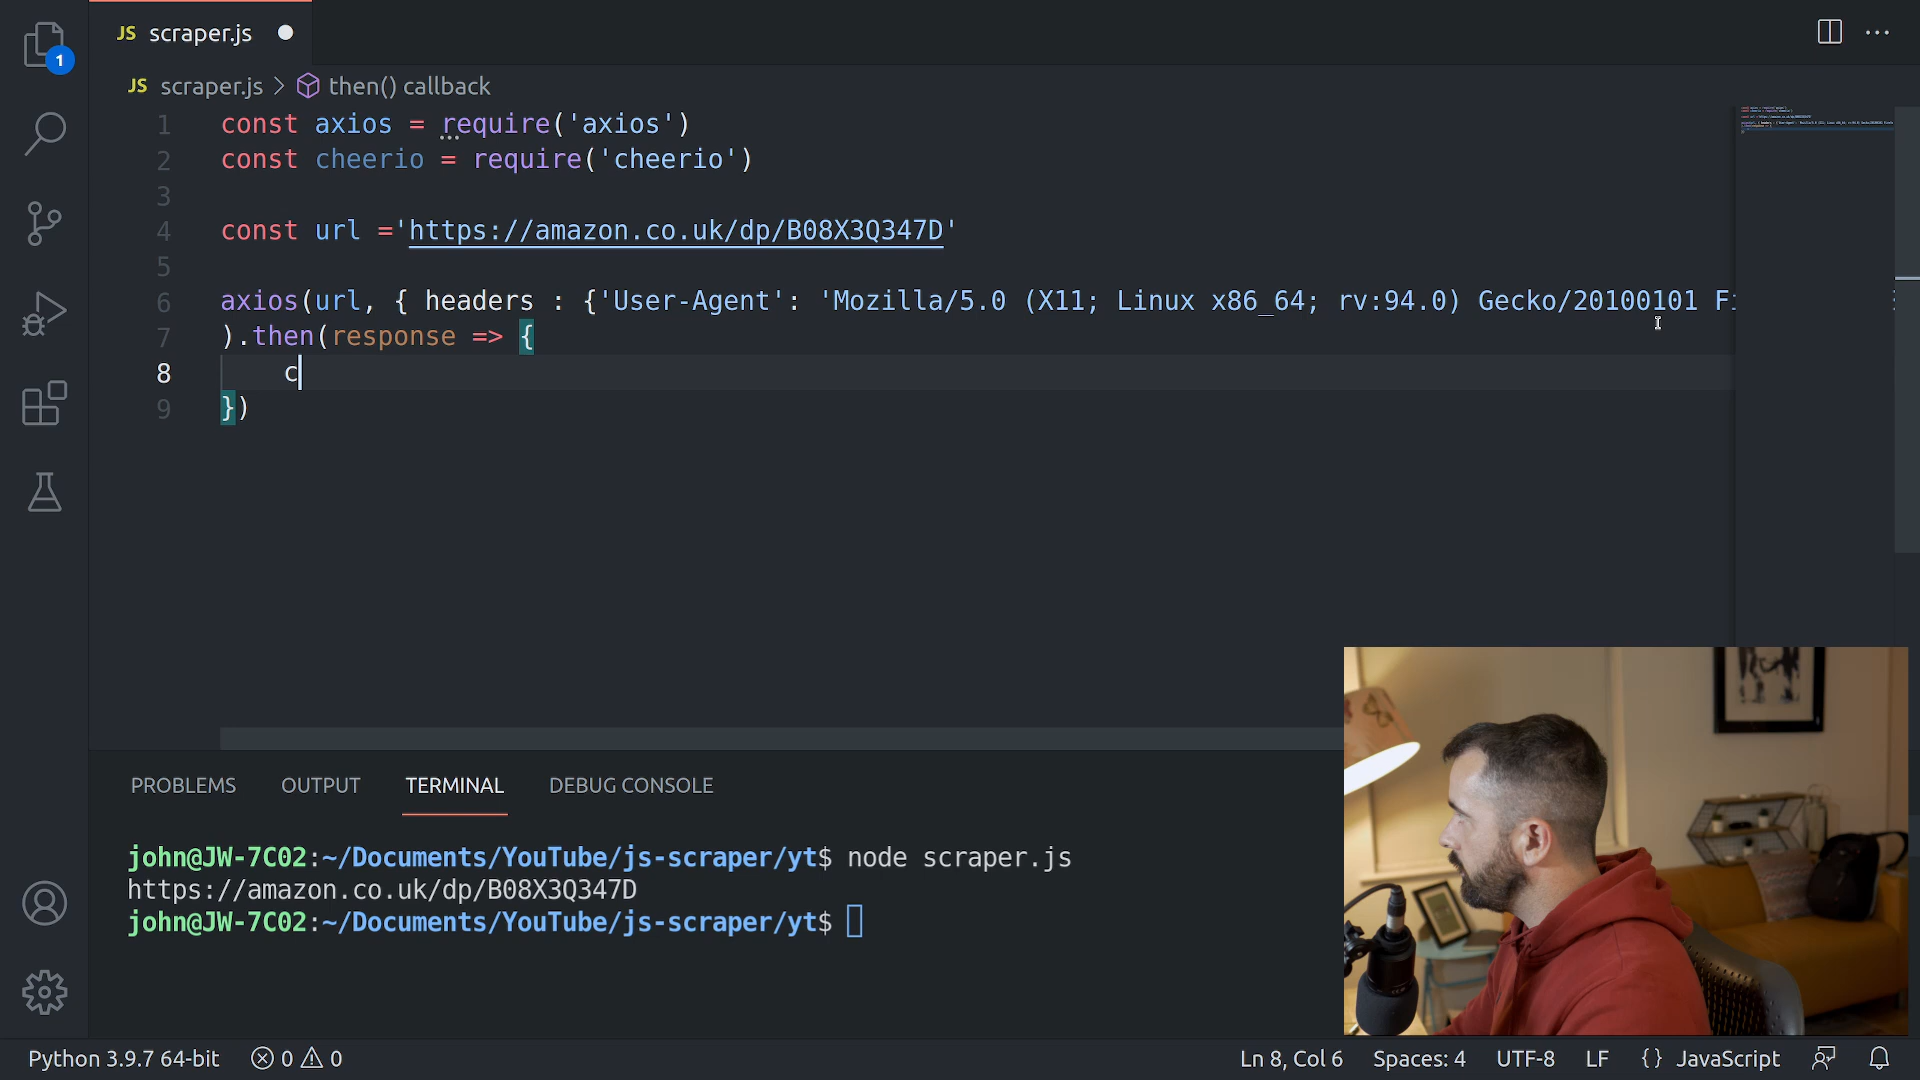 1
JS scraper.js
JS scraper.js > then() callback
1 const axios = require('axios')
2 const cheerio = require('cheerio')
3
4 const url ='https://amazon.co.uk/dp/B08X3Q347D'
5
6 axios(url, { headers : {'User-Agent': 'Mozilla/5.0 (X11; Linux x86_64; rv:94.0) Gecko/20100101 Fi
7 ).then(response => {
8 c
9 })
PROBLEMS OUTPUT TERMINAL DEBUG CONSOLE
john@JW-7C02:~/Documents/YouTube/js-scraper/yt$ node scraper.js
https://amazon.co.uk/dp/B08X3Q347D
john@JW-7C02:~/Documents/YouTube/js-scraper/yt$
Python 3.9.7 64-bit 0 0 Ln 8, Col 6 Spaces: 4 UTF-8 LF {} JavaScript